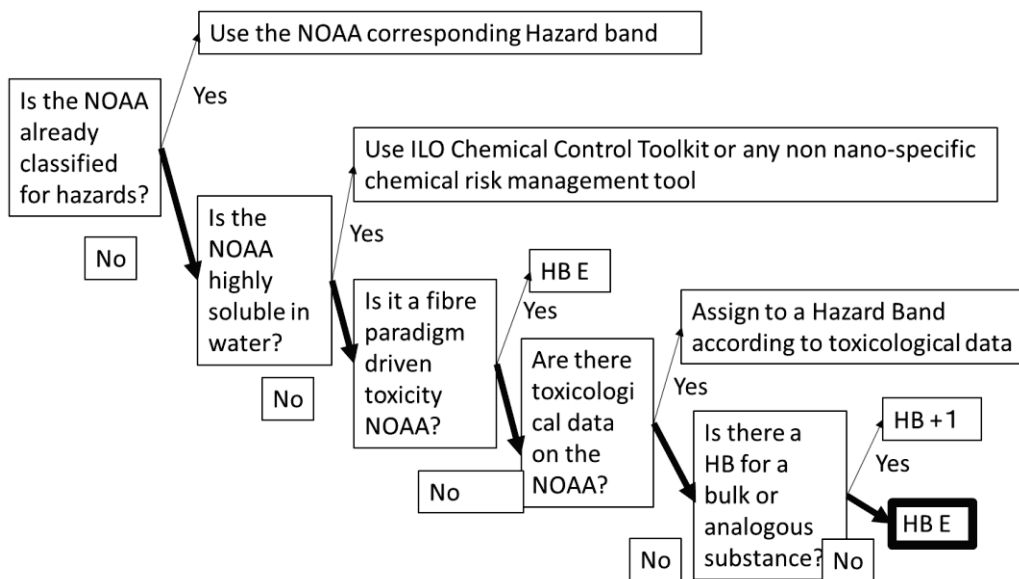 Use the NOAA corresponding Hazard band
Yes
Is the NOAA
already
classified
for hazards?
No
Use ILO Chemical Control Toolkit or any non nano-specific
chemical risk management tool
Yes
Is the
NOAA
highly
soluble in
water?
No
HB E
Yes
Is it a fibre
paradigm
driven
toxicity
NOAA?
No
Assign to a Hazard Band
according to toxicological data
Yes
Are there
toxicologi
cal data
on the
NOAA?
No
HB +1
Yes
Is there a
HB for a
bulk or
analogous
substance?
No
HB E